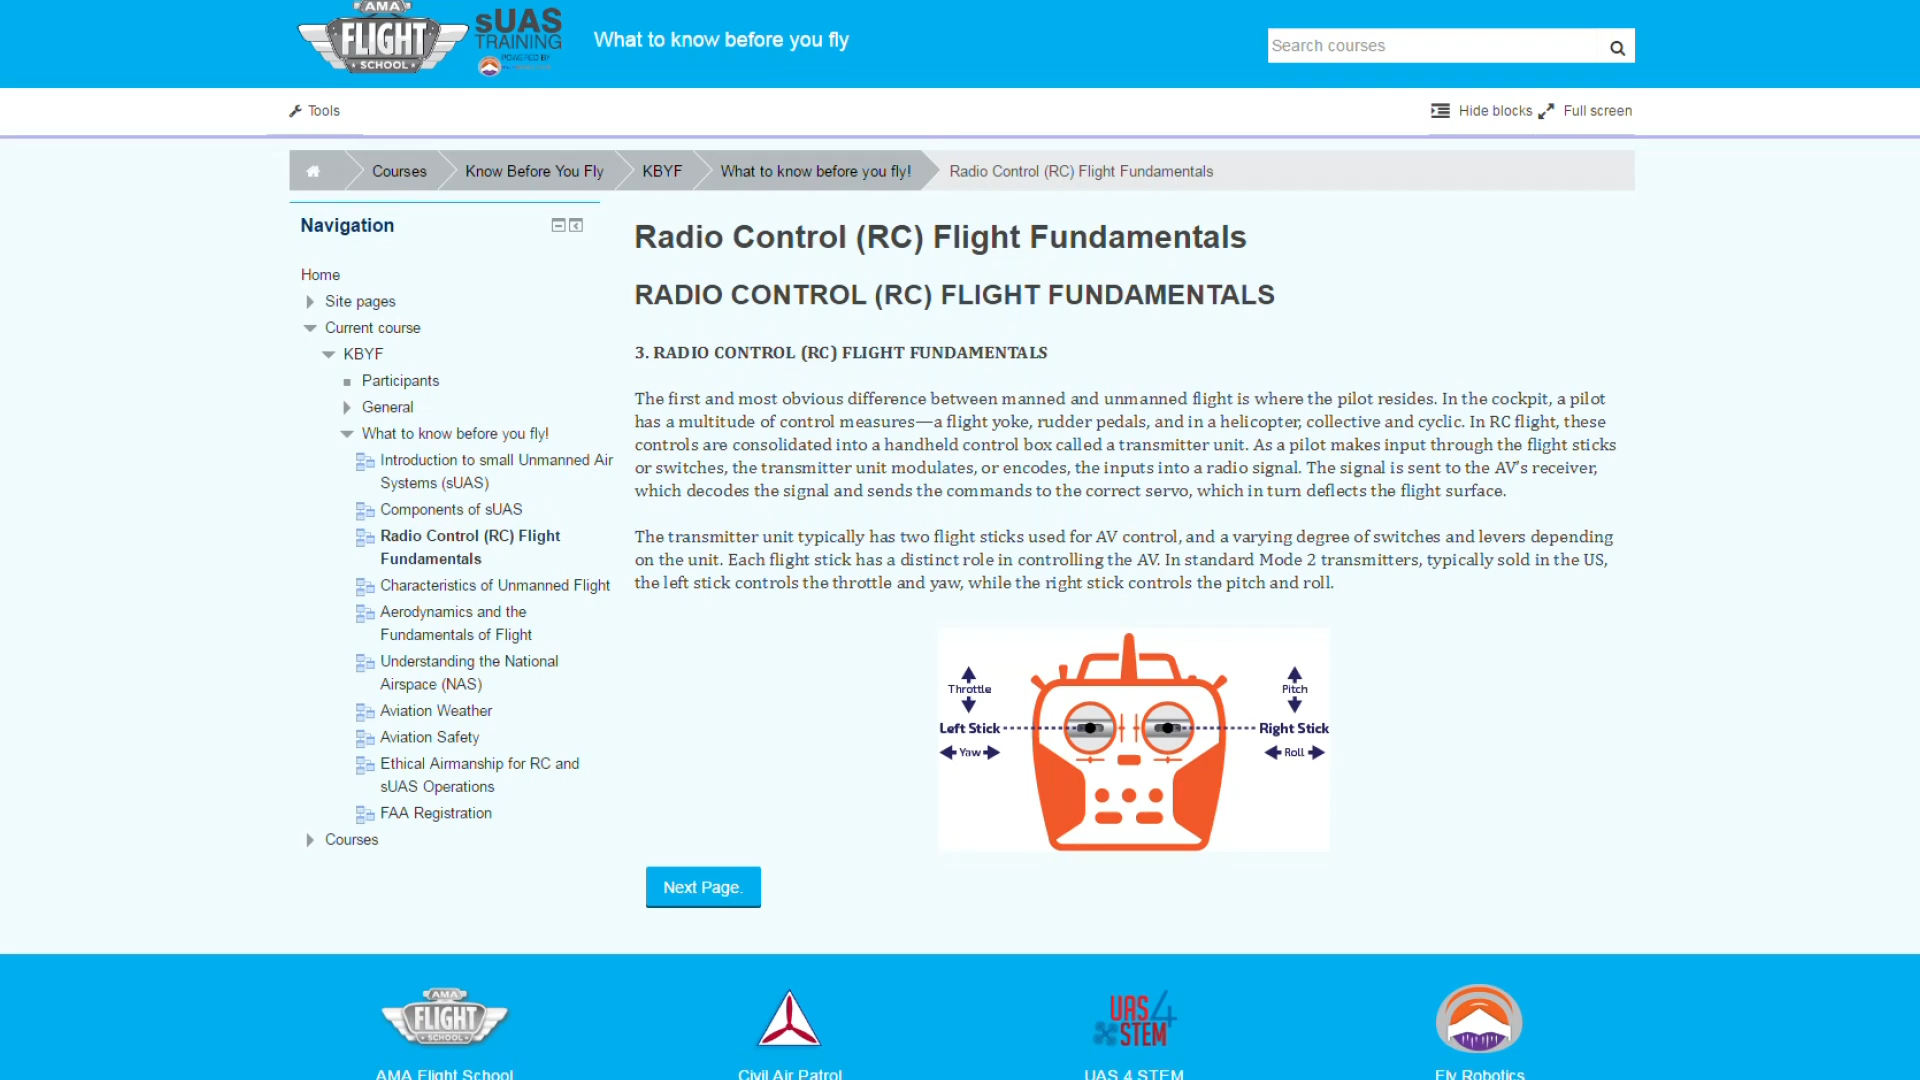 AMA
FLIGHT
SCHOOL
sUAS
TRAINING
POWERED BY
What to know before you fly
Search courses
Tools
Hide blocks
Full screen
Courses
Know Before You Fly
KBYF
What to know before you fly!
Radio Control (RC) Flight Fundamentals
Navigation
Home
Site pages
Current course
KBYF
Participants
General
What to know before you fly!
Introduction to small Unmanned Air
Systems (sUAS)
Components of sUAS
Radio Control (RC) Flight
Fundamentals
Characteristics of Unmanned Flight
Aerodynamics and the
Fundamentals of Flight
Understanding the National
Airspace (NAS)
Aviation Weather
Aviation Safety
Ethical Airmanship for RC and
sUAS Operations
FAA Registration
Courses
Radio Control (RC) Flight Fundamentals
RADIO CONTROL (RC) FLIGHT FUNDAMENTALS
3. RADIO CONTROL (RC) FLIGHT FUNDAMENTALS
The first and most obvious difference between manned and unmanned flight is where the pilot resides. In the cockpit, a pilot
has a multitude of control measures—a flight yoke, rudder pedals, and in a helicopter, collective and cyclic. In RC flight, these
controls are consolidated into a handheld control box called a transmitter unit. As a pilot makes input through the flight sticks
or switches, the transmitter unit modulates, or encodes, the inputs into a radio signal. The signal is sent to the AV's receiver,
which decodes the signal and sends the commands to the correct servo, which in turn deflects the flight surface.
The transmitter unit typically has two flight sticks used for AV control, and a varying degree of switches and levers depending
on the unit. Each flight stick has a distinct role in controlling the AV. In standard Mode 2 transmitters, typically sold in the US,
the left stick controls the throttle and yaw, while the right stick controls the pitch and roll.
Throttle
Left Stick
Yaw
Pitch
Right Stick
Roll
Next Page.
AMA
FLIGHT
SCHOOL
UAS
4
STEM
AMA Flight School
Civil Air Patrol
UAS 4 STEM
Fly Robotics